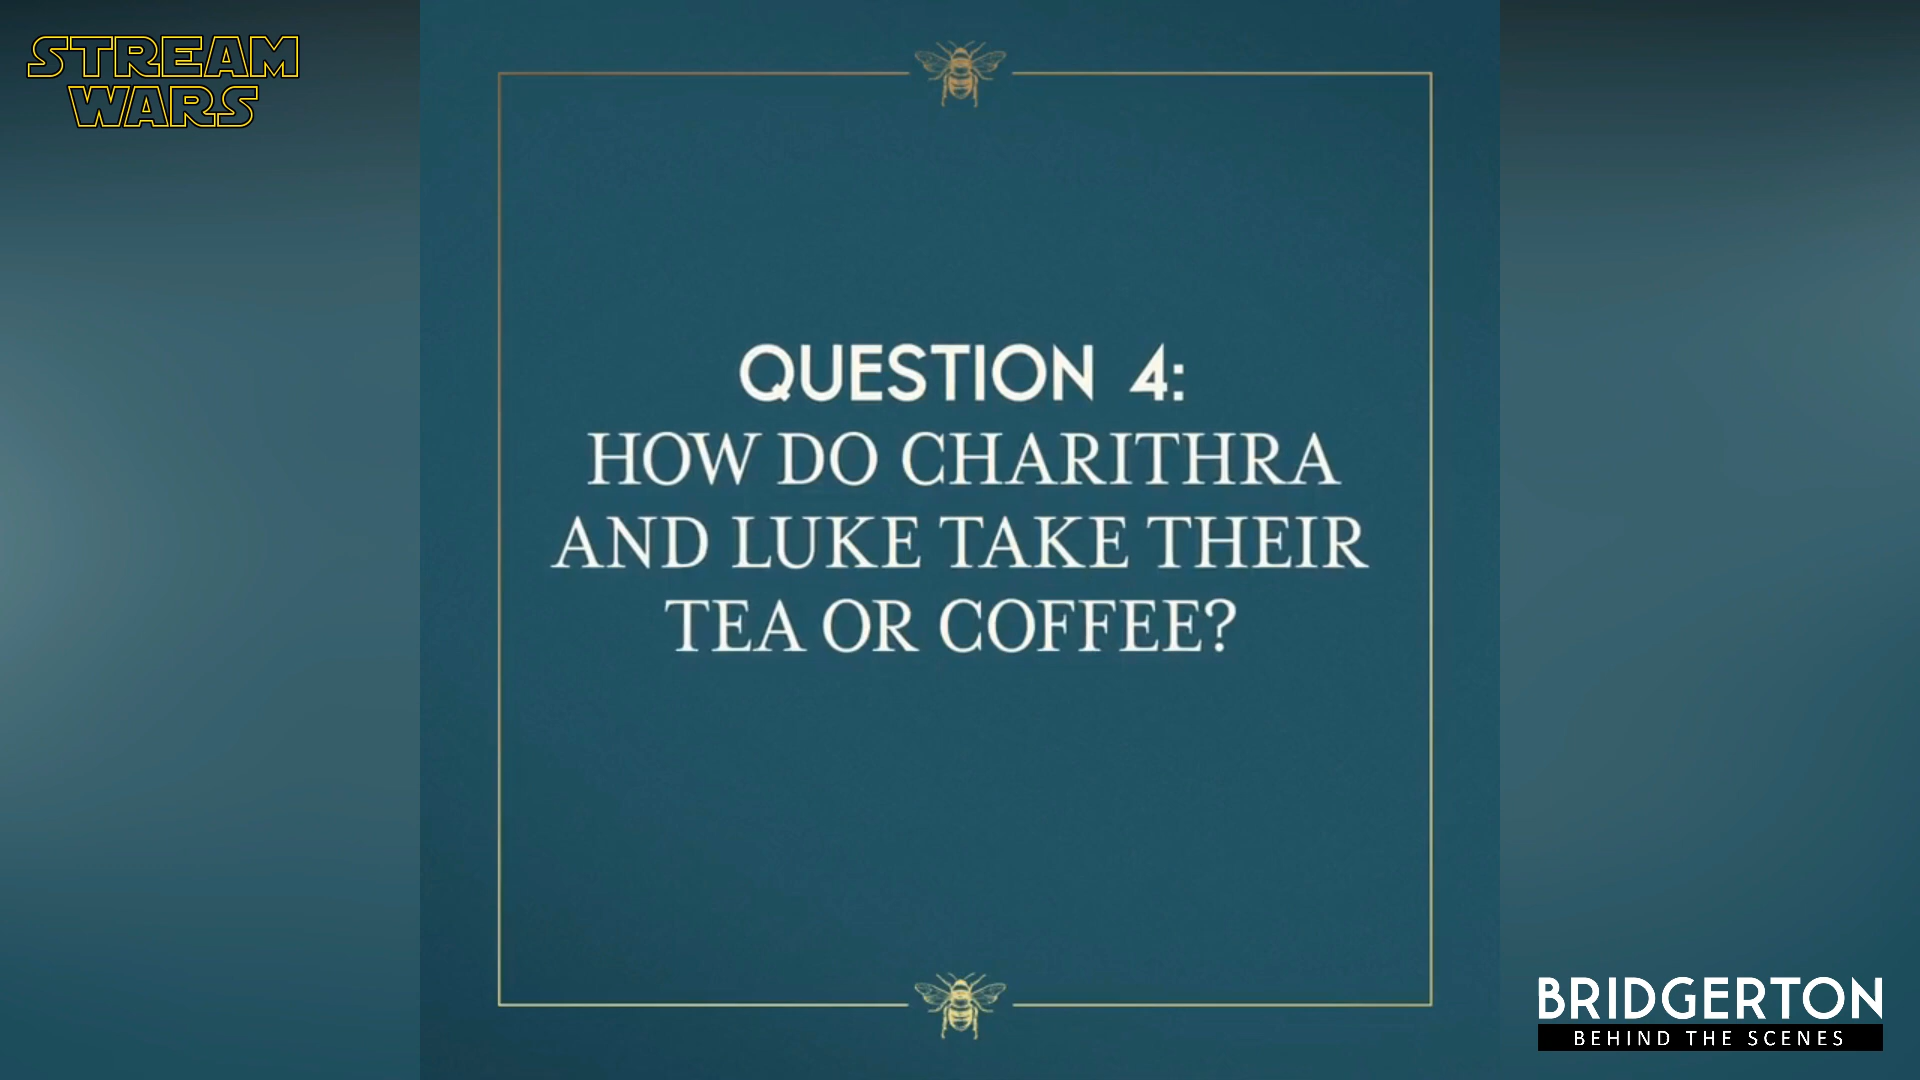 STREAM
WARS
QUESTION 4:
HOW DO CHARITHRA
AND LUKE TAKE THEIR
TEA OR COFFEE?
BRIDGERTON
BEHIND THE SCENES